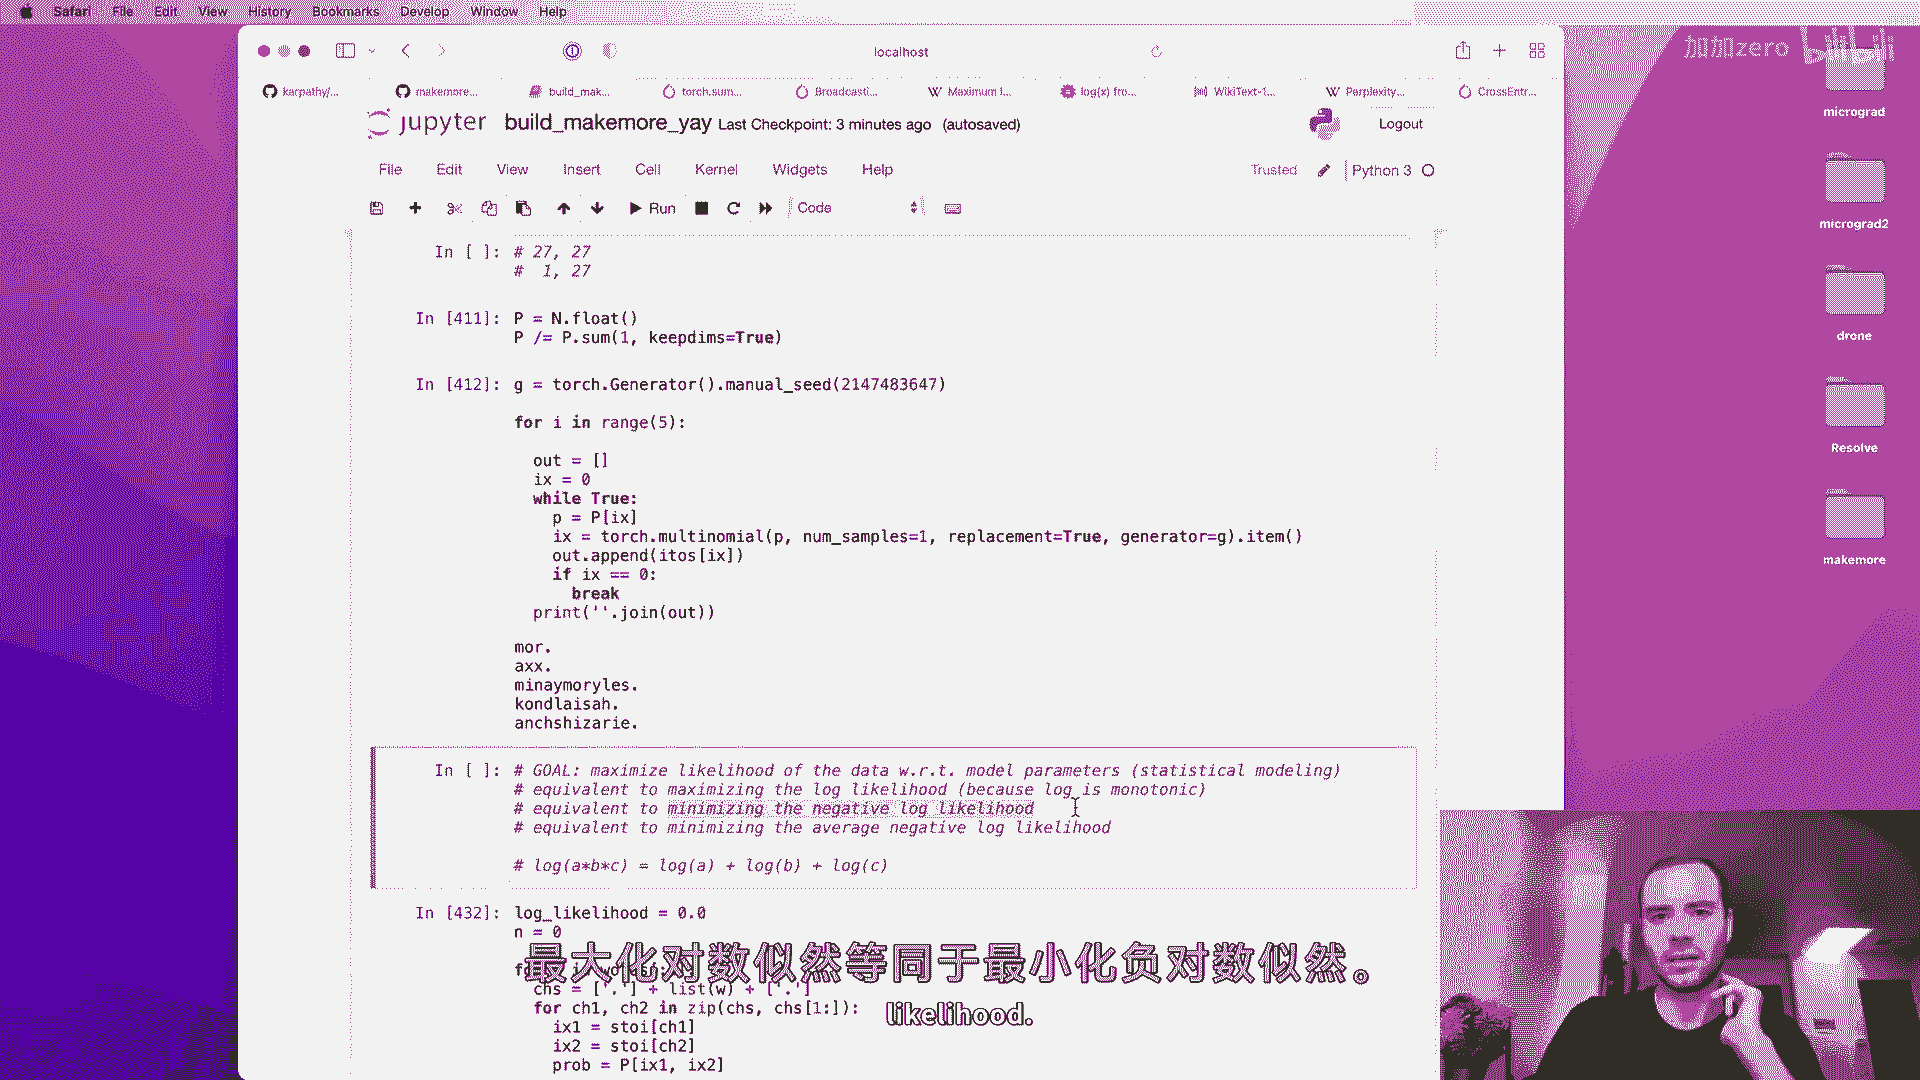 Safari File Edit View History Bookmarks Develop Window Help
localhost
加加zero bilibili
karpathy/... makemore... build_mak... torch.sum... Broadcasti... Maximum l... log(x) fro... WikiText-1... Perplexity... CrossEntr...
jupyter build_makemore_yay Last Checkpoint: 3 minutes ago (autosaved)
Logout
File Edit View Insert Cell Kernel Widgets Help
Trusted Python 3
Run Code
In [ ]: # 27, 27
# 1, 27
In [411]: P = N.float()
P /= P.sum(1, keepdims=True)
In [412]: g = torch.Generator().manual_seed(2147483647)
for i in range(5):
out = []
ix = 0
while True:
p = P[ix]
ix = torch.multinomial(p, num_samples=1, replacement=True, generator=g).item()
out.append(itos[ix])
if ix == 0:
break
print(''.join(out))
mor.
axx.
minaymoryles.
kondlaisah.
anchshizarie.
In [ ]: # GOAL: maximize likelihood of the data w.r.t. model parameters (statistical modeling)
# equivalent to maximizing the log likelihood (because log is monotonic)
# equivalent to minimizing the negative log likelihood
# equivalent to minimizing the average negative log likelihood
# log(a*b*c) = log(a) + log(b) + log(c)
In [432]: log_likelihood = 0.0
n = 0
最大化对数似然等同于最小化负对数似然。
chs = ['.'] + list(w) + ['.']
for ch1, ch2 in zip(chs, chs[1:]):
likelihood.
ix1 = stoi[ch1]
ix2 = stoi[ch2]
prob = P[ix1, ix2]
micrograd
micrograd2
drone
Resolve
makemore